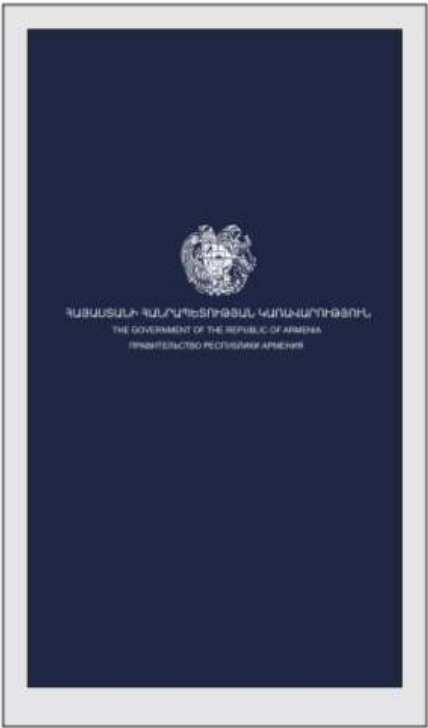 ՀԱՅԱՍՏԱՆԻ ՀԱՆՐԱՊԵՏՈՒԹՅԱՆ ԿԱՌԱՎԱՐՈՒԹՅՈՒՆ
THE GOVERNMENT OF THE REPUBLIC OF ARMENIA
ПРАВИТЕЛЬСТВО РЕСПУБЛИКИ АРМЕНИЯ